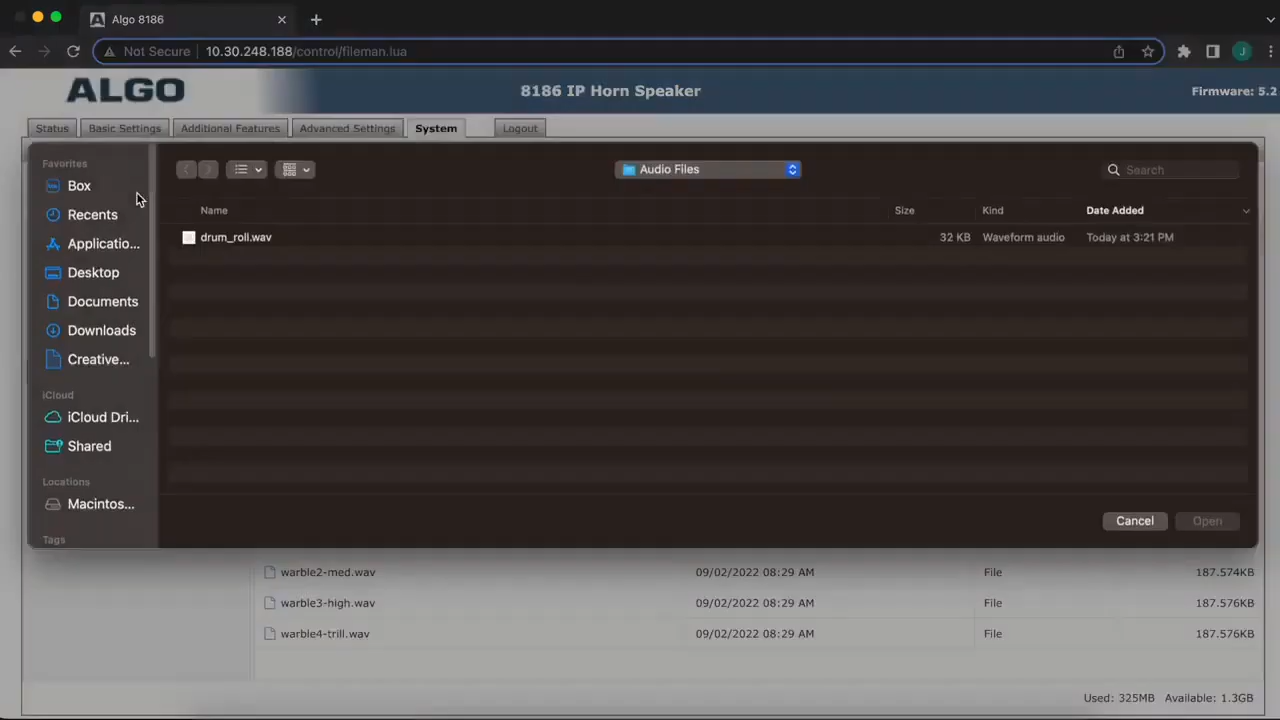 Algo 8186
Not Secure 10.30.248.188/control/fileman.lua
J
ALGO
8186 IP Horn Speaker
Firmware: 5.2
Status Basic Settings Additional Features Advanced Settings System Logout
Favorites
Box
Recents
Applicatio...
Desktop
Documents
Downloads
Creative...
iCloud
iCloud Dri...
Shared
Locations
Macintos...
Tags
Audio Files
Search
Name Size Kind Date Added
drum_roll.wav 32 KB Waveform audio Today at 3:21 PM
Cancel Open
warble2-med.wav 09/02/2022 08:29 AM File 187.574KB
warble3-high.wav 09/02/2022 08:29 AM File 187.576KB
warble4-trill.wav 09/02/2022 08:29 AM File 187.576KB
Used: 325MB Available: 1.3GB